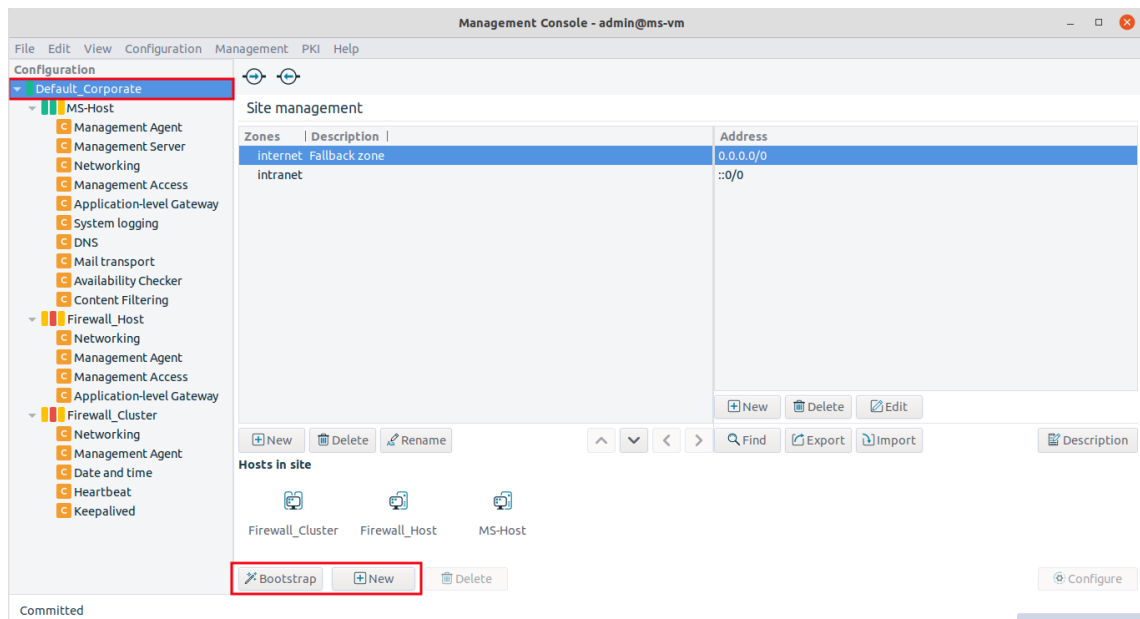 Management Console - admin@ms-vm
File Edit View Configuration Management PKI Help
Configuration
Default_Corporate
MS-Host
C Management Agent
C Management Server
C Networking
C Management Access
C Application-level Gateway
C System logging
C DNS
C Mail transport
C Availability Checker
C Content Filtering
Firewall_Host
C Networking
C Management Agent
C Management Access
C Application-level Gateway
Firewall_Cluster
C Networking
C Management Agent
C Date and time
C Heartbeat
C Keepalived
Site management
Zones Description Address
internet Fallback zone 0.0.0.0/0
intranet ::0/0
New Delete Edit
New Delete Rename Find Export Import Description
Hosts in site
Firewall_Cluster Firewall_Host MS-Host
Bootstrap New Delete Configure
Committed